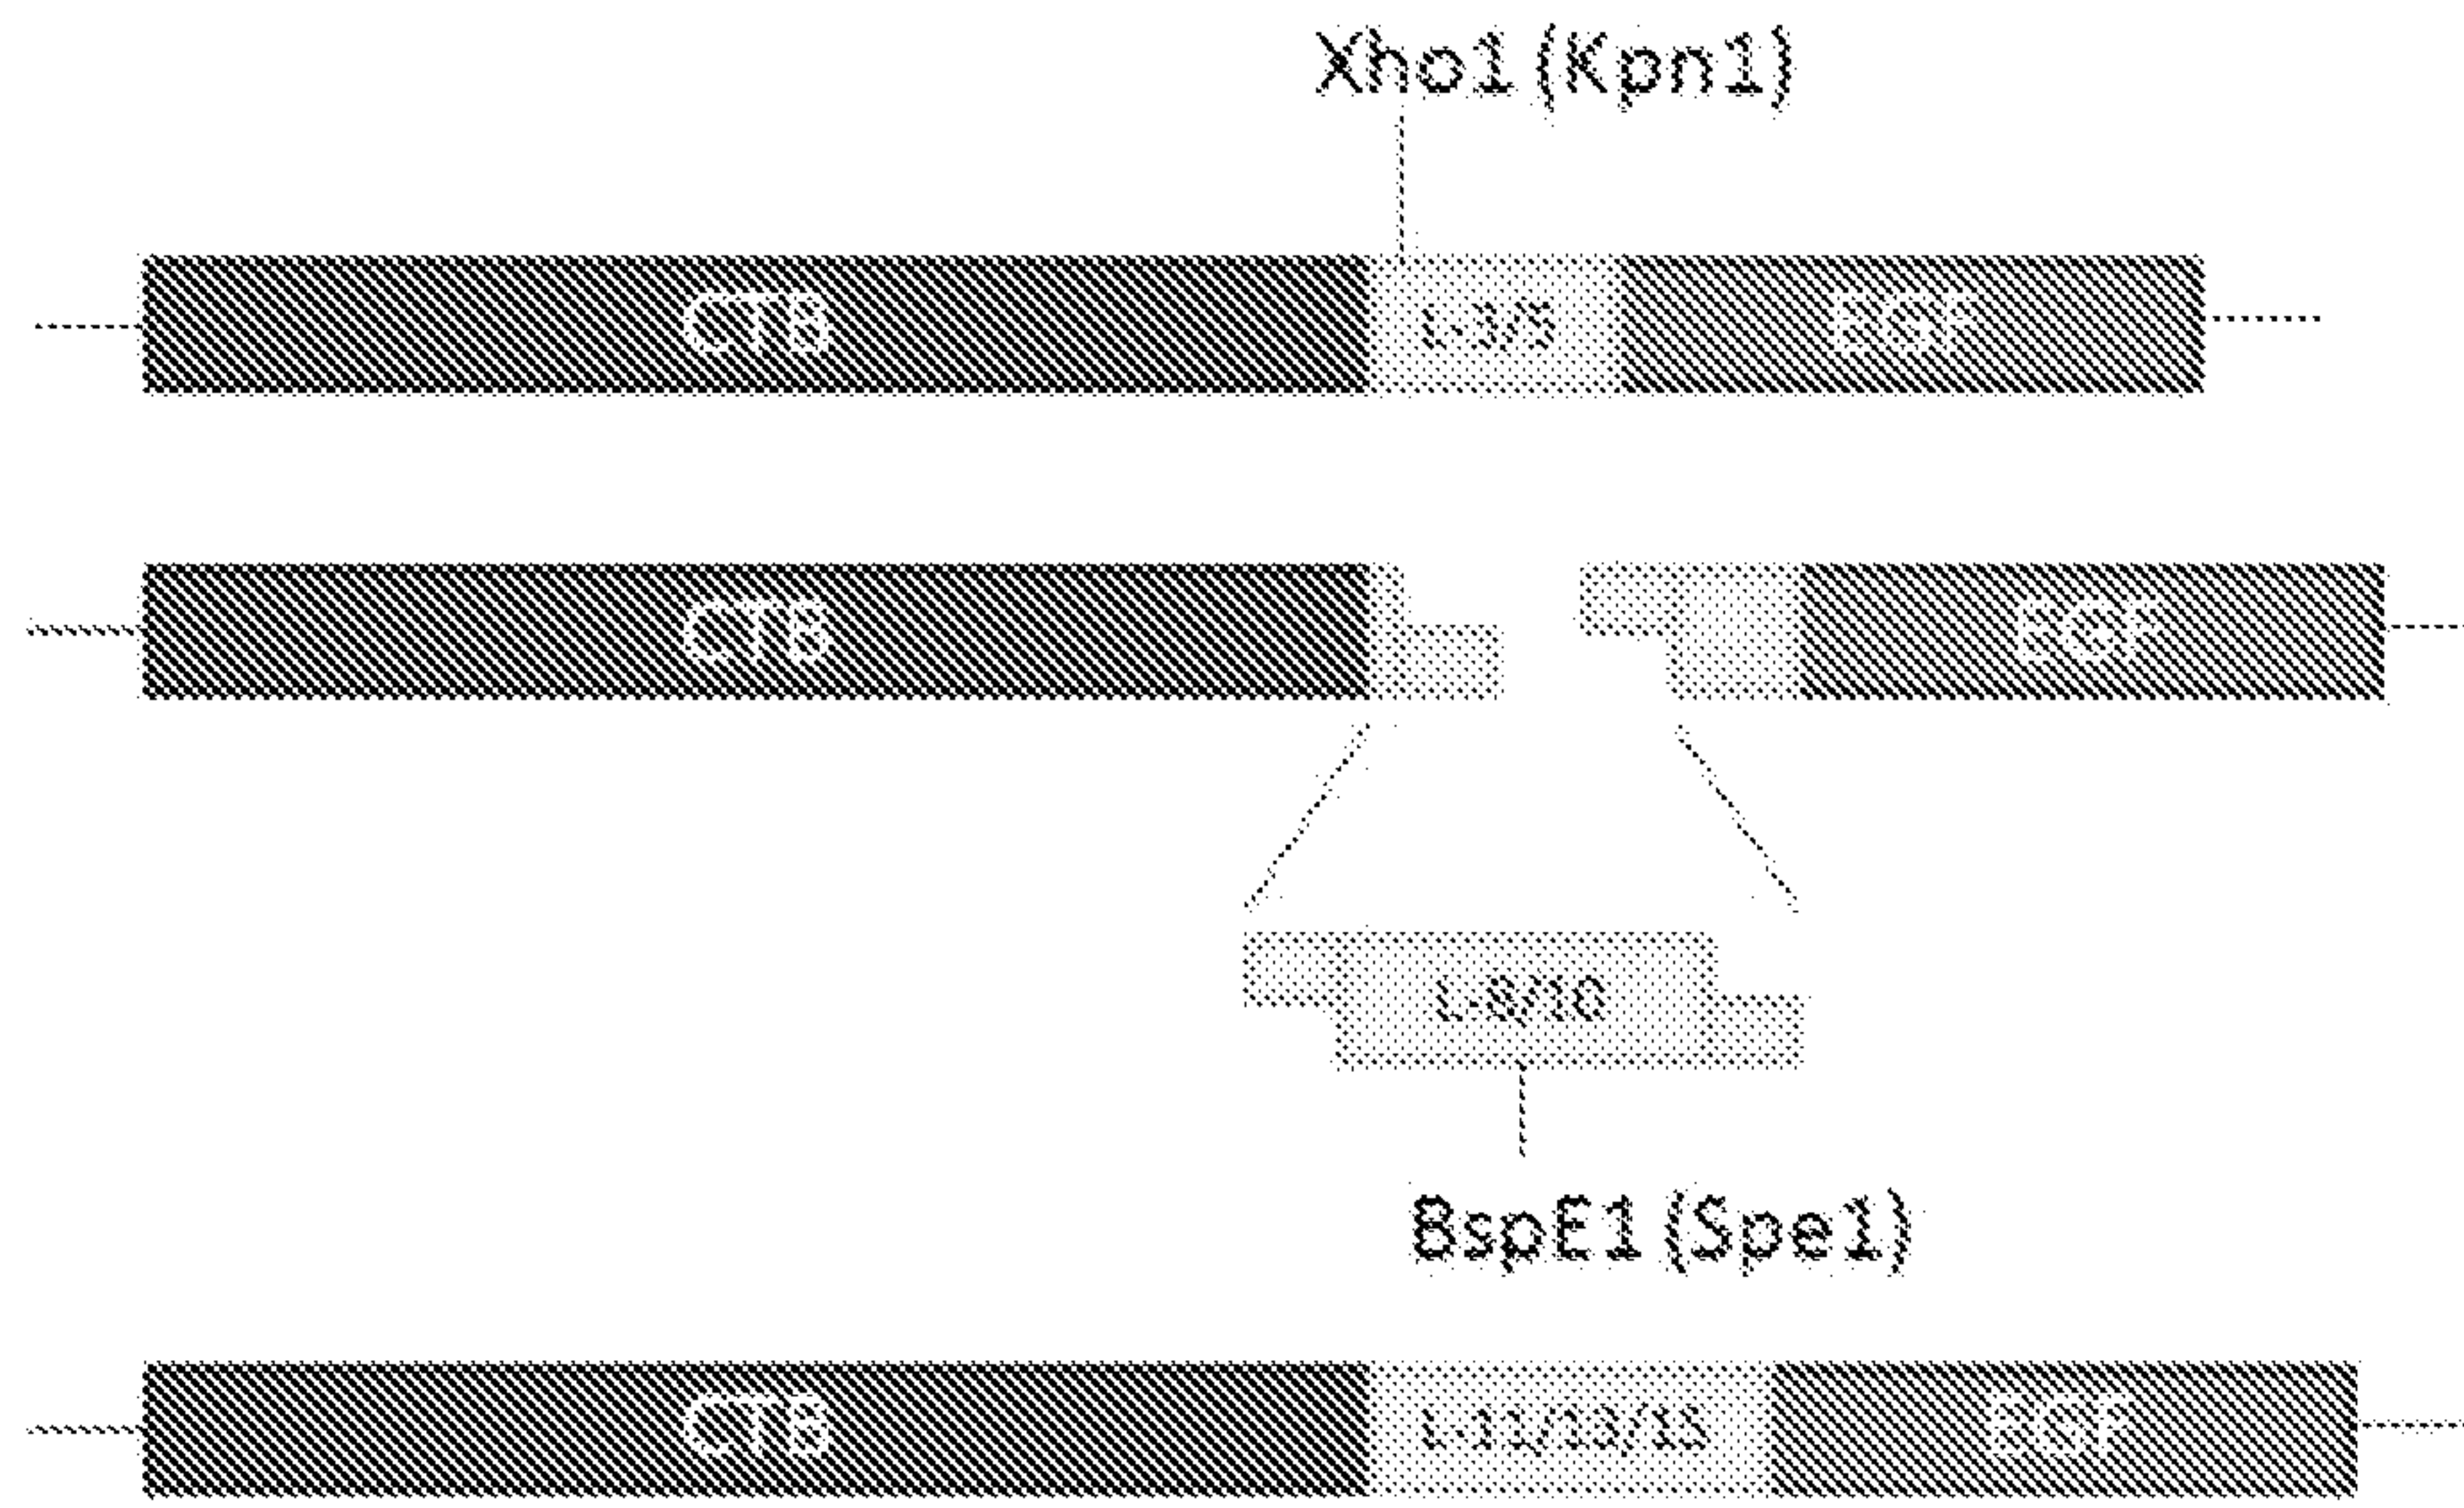 Xho1 (Kpn1)
CTB L-3/5 EGF
CTB EGF
L-8/10
BspE1 (Spe1)
CTB L-11/13/15 EGF